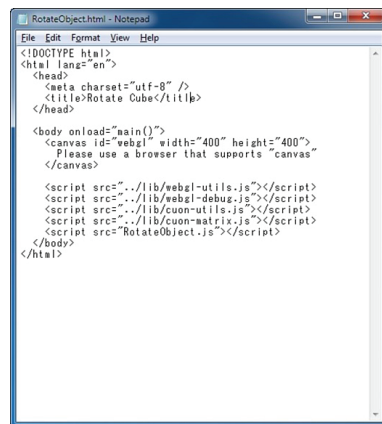 RotateObject.html - Notepad
File Edit Format View Help
<!DOCTYPE html>
<html lang="en">
  <head>
    <meta charset="utf-8" />
    <title>Rotate Cube</title>
  </head>

  <body onload="main()">
    <canvas id="webgl" width="400" height="400">
      Please use a browser that supports "canvas"
    </canvas>

    <script src="../lib/webgl-utils.js"></script>
    <script src="../lib/webgl-debug.js"></script>
    <script src="../lib/cuon-utils.js"></script>
    <script src="../lib/cuon-matrix.js"></script>
    <script src="RotateObject.js"></script>
  </body>
</html>